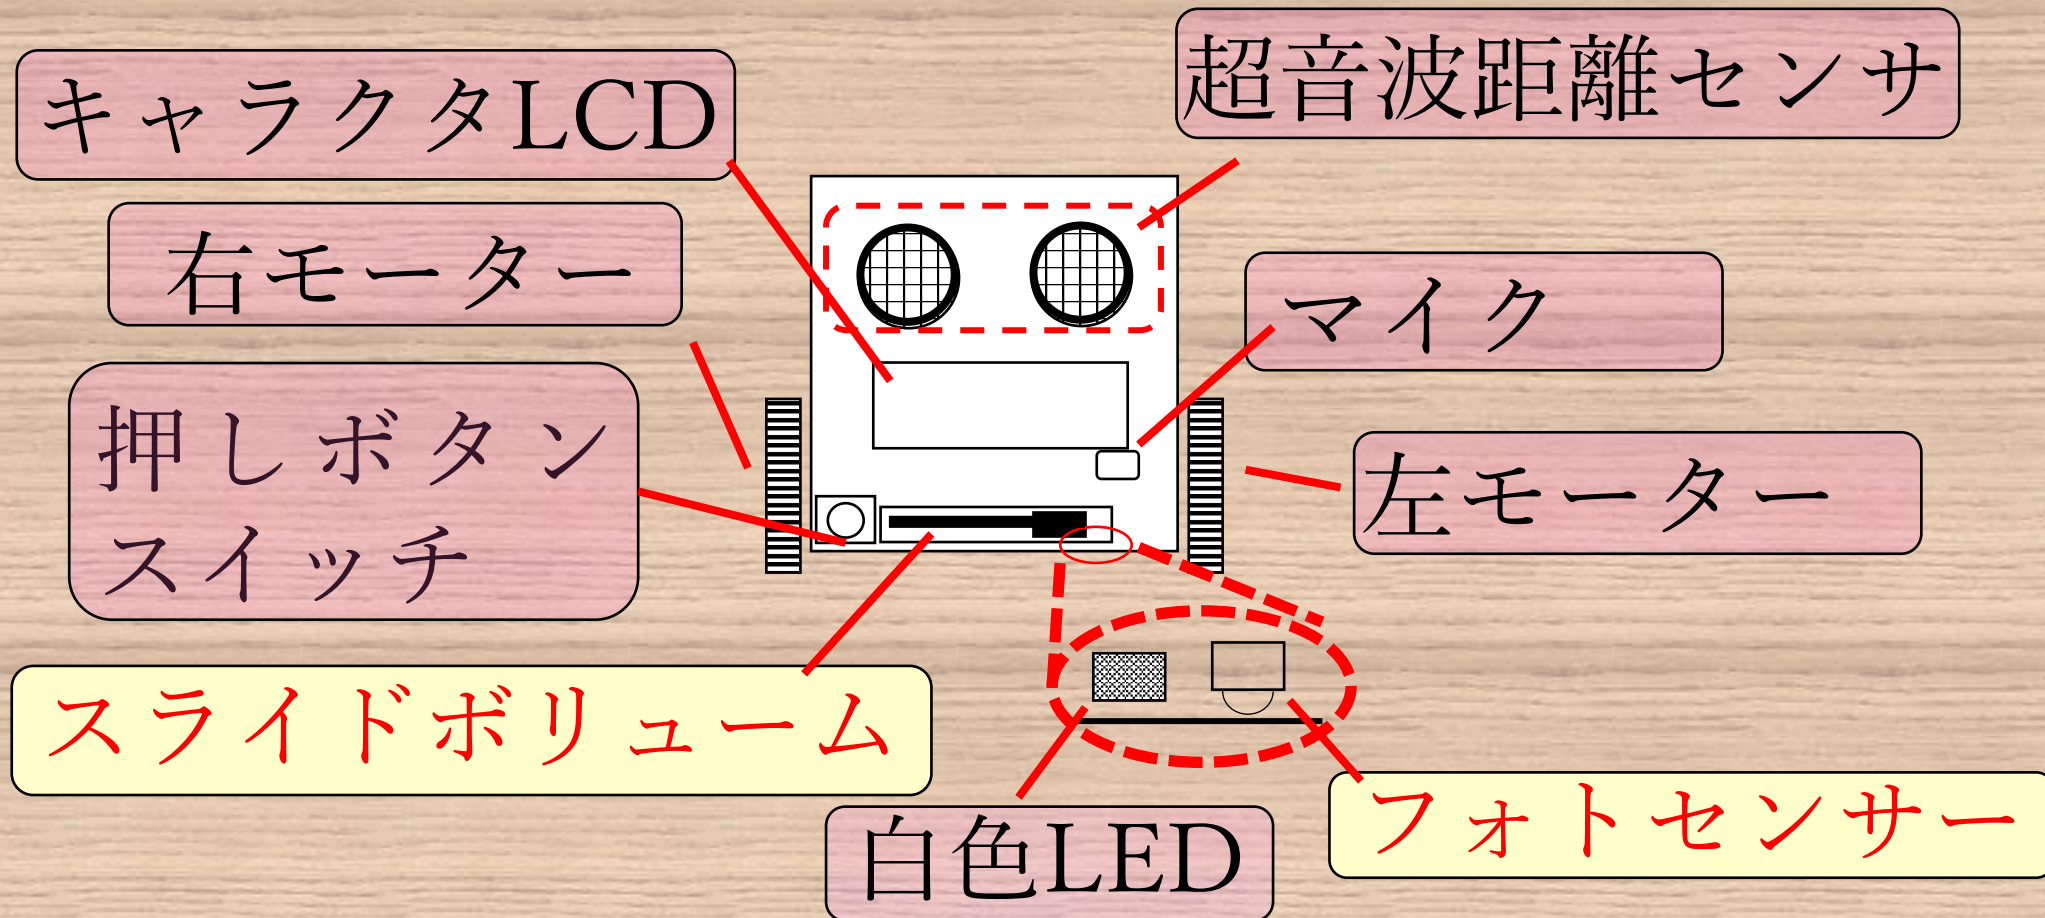 キャラクタLCD
超音波距離センサ
右モーター
マイク
押しボタン
スイッチ
左モーター
スライドボリューム
フォトセンサー
白色LED